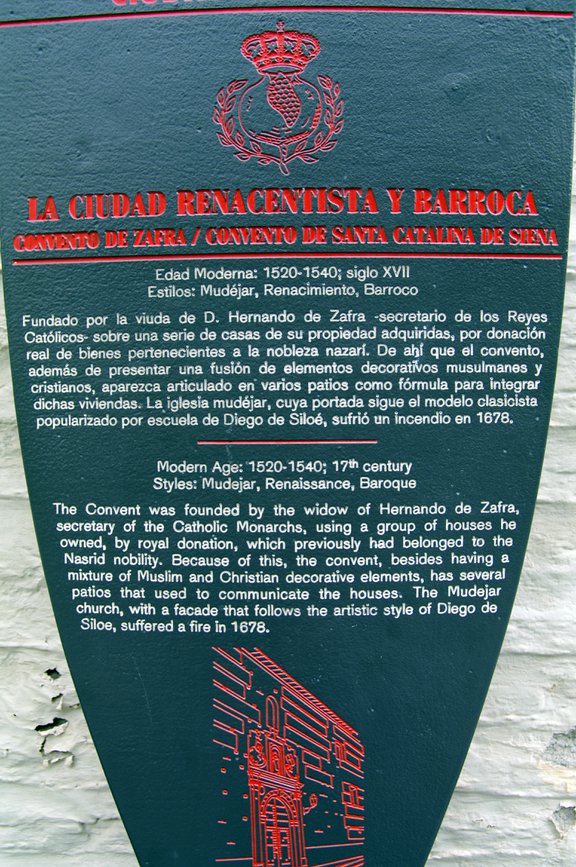 LA CIUDAD RENACENTISTA Y BARROCA
CONVENTO DE ZAFRA / CONVENTO DE SANTA CATALINA DE SIENA
Edad Moderna: 1520-1540; siglo XVII
Estilos: Mudéjar, Renacimiento, Barroco
Fundado por la viuda de D. Hernando de Zafra -secretario de los Reyes
Católicos- sobre una serie de casas de su propiedad adquiridas, por donación
real de bienes pertenecientes a la nobleza nazarí. De ahí que el convento,
además de presentar una fusión de elementos decorativos musulmanes y
cristianos, aparezca articulado en varios patios como fórmula para integrar
dichas viviendas. La iglesia mudéjar, cuya portada sigue el modelo clasicista
popularizado por escuela de Diego de Siloé, sufrió un incendio en 1678.
Modern Age: 1520-1540; 17th century
Styles: Mudejar, Renaissance, Baroque
The Convent was founded by the widow of Hernando de Zafra,
secretary of the Catholic Monarchs, using a group of houses he
owned, by royal donation, which previously had belonged to the
Nasrid nobility. Because of this, the convent, besides having a
mixture of Muslim and Christian decorative elements, has several
patios that used to communicate the houses. The Mudejar
church, with a facade that follows the artistic style of Diego de
Siloe, suffered a fire in 1678.